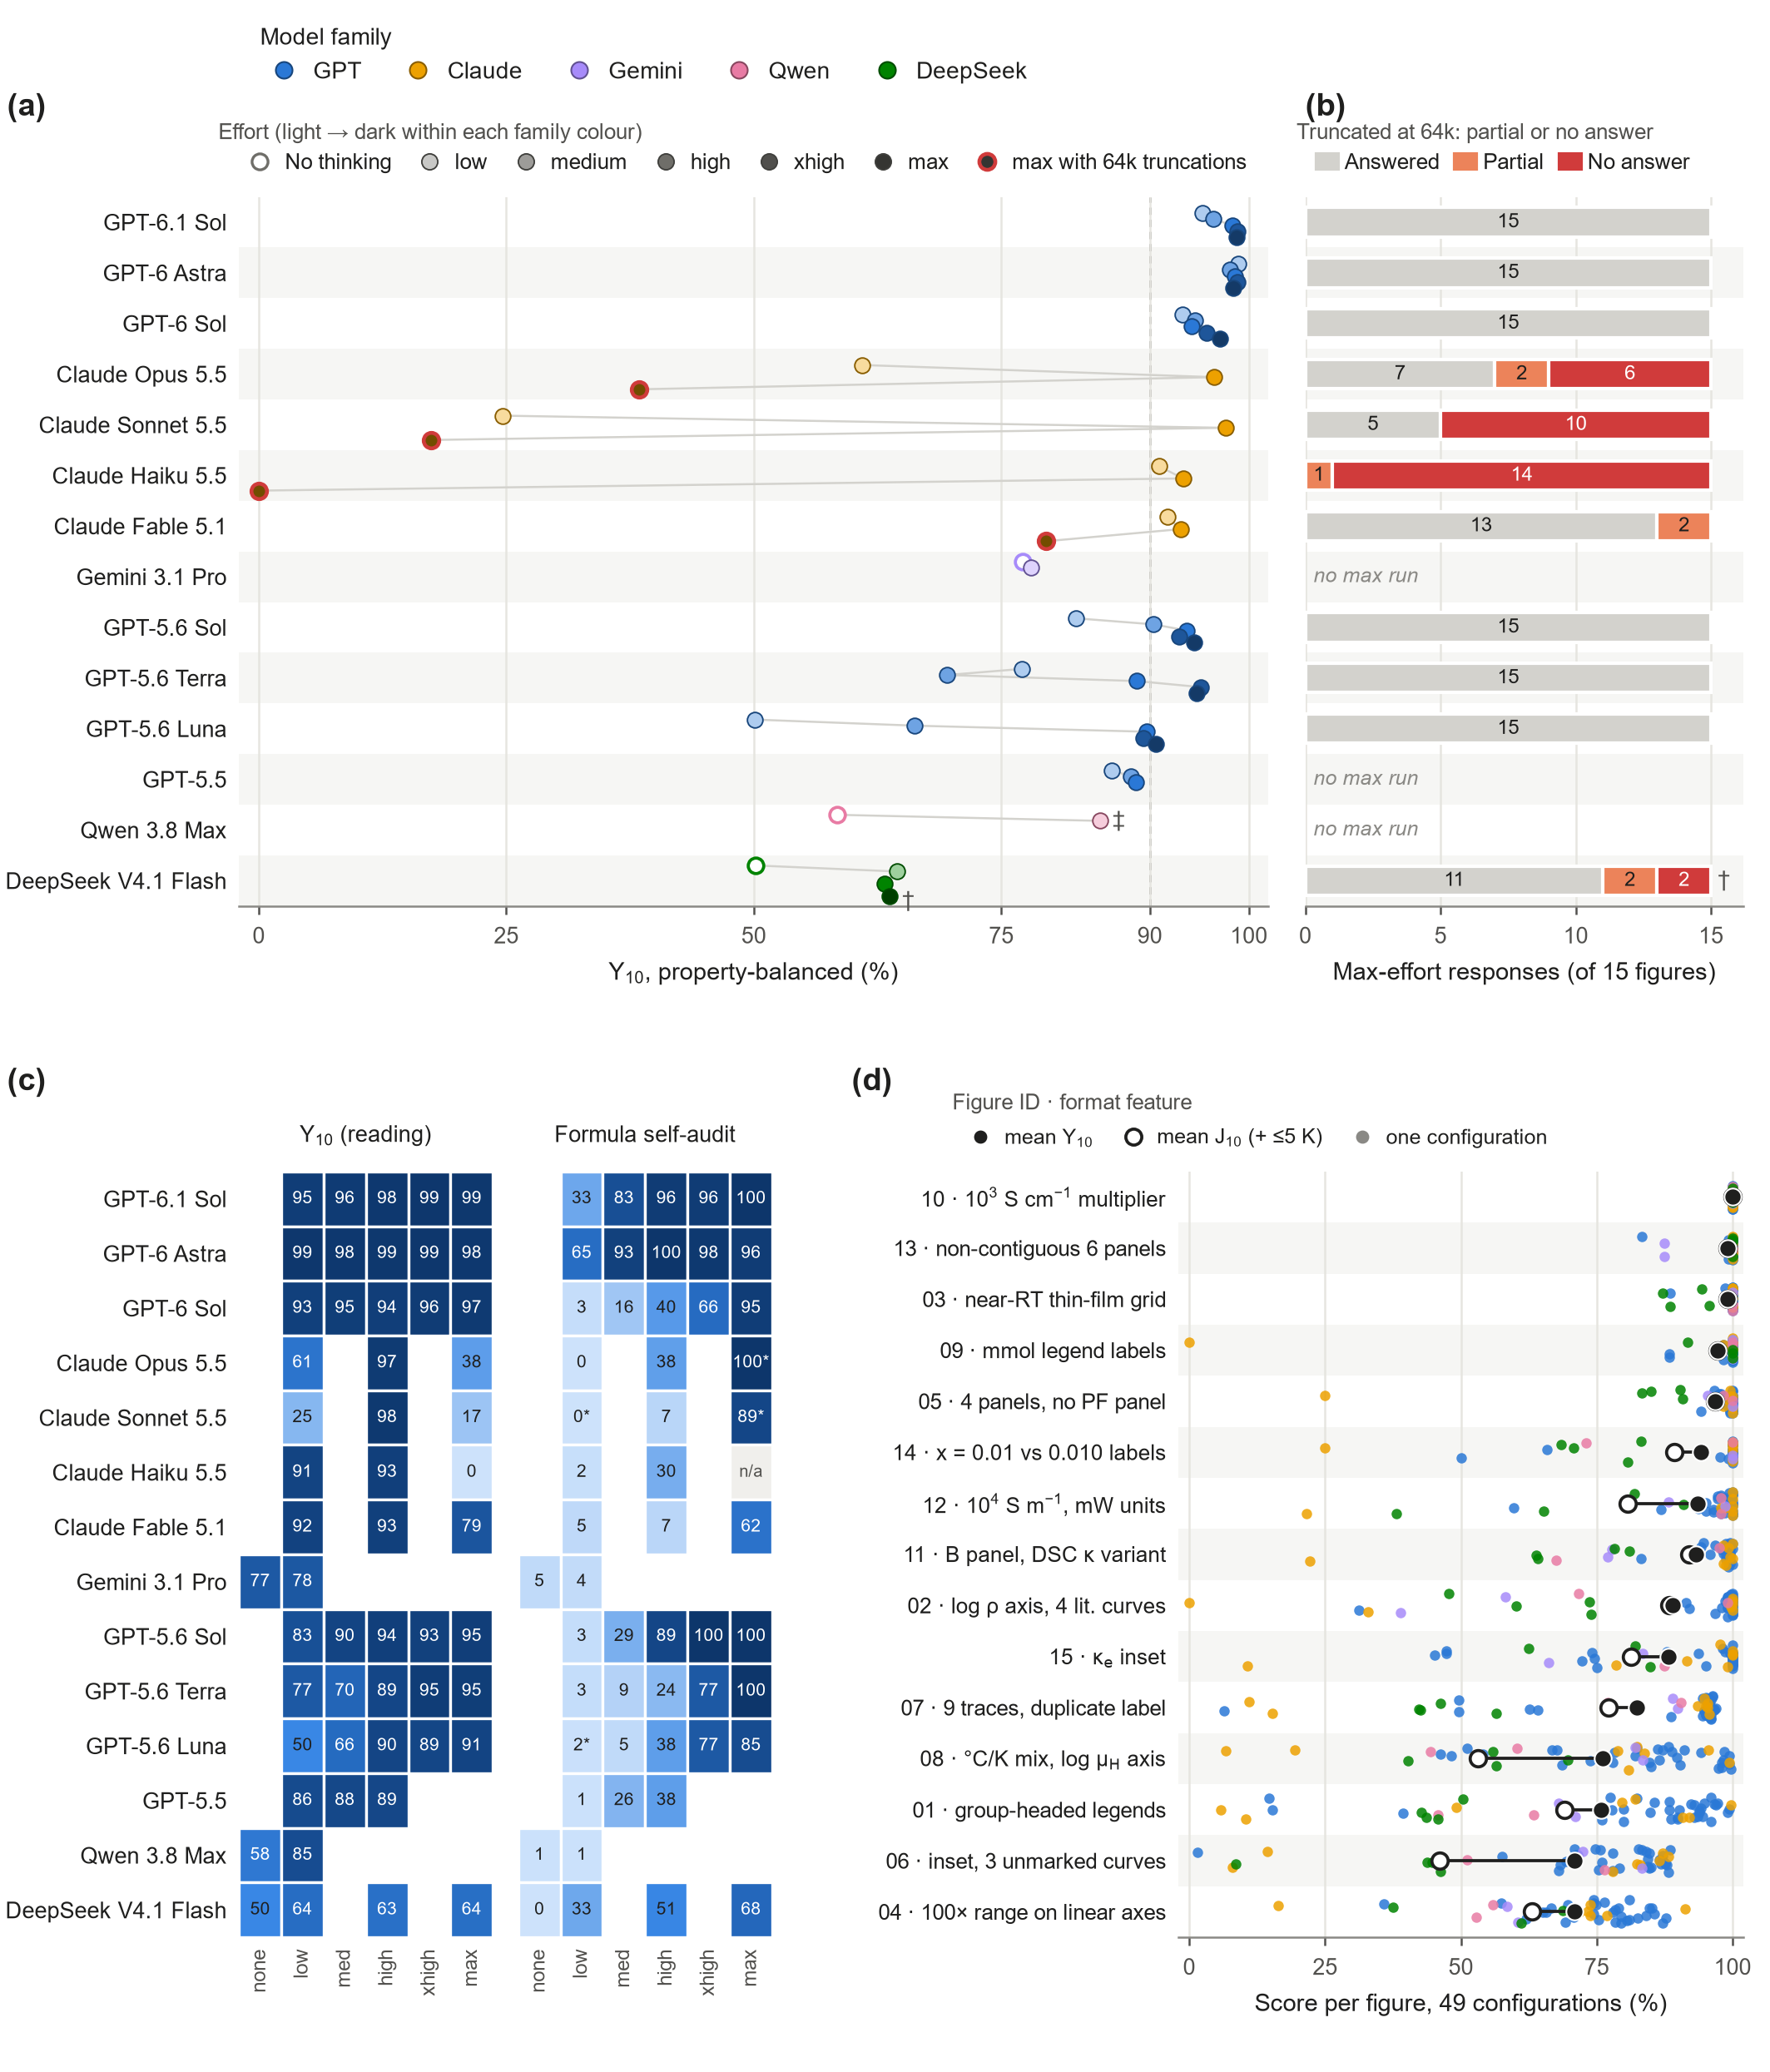 Model family
GPT Claude Gemini Qwen DeepSeek
(a)
Effort (light → dark within each family colour)
No thinking low medium high xhigh max max with 64k truncations
GPT-6.1 Sol
GPT-6 Astra
GPT-6 Sol
Claude Opus 5.5
Claude Sonnet 5.5
Claude Haiku 5.5
Claude Fable 5.1
Gemini 3.1 Pro
GPT-5.6 Sol
GPT-5.6 Terra
GPT-5.6 Luna
GPT-5.5
Qwen 3.8 Max ‡
DeepSeek V4.1 Flash †
0 25 50 75 90 100
Y₁₀, property-balanced (%)
(b)
Truncated at 64k: partial or no answer
Answered Partial No answer
15
15
15
7 2 6
5 10
1 14
13 2
no max run
15
15
15
no max run
no max run
11 2 2 †
0 5 10 15
Max-effort responses (of 15 figures)
(c)
Y₁₀ (reading) Formula self-audit
GPT-6.1 Sol 95 96 98 99 99 33 83 96 96 100
GPT-6 Astra 99 98 99 99 98 65 93 100 98 96
GPT-6 Sol 93 95 94 96 97 3 16 40 66 95
Claude Opus 5.5 61 97 38 0 38 100*
Claude Sonnet 5.5 25 98 17 0* 7 89*
Claude Haiku 5.5 91 93 0 2 30 n/a
Claude Fable 5.1 92 93 79 5 7 62
Gemini 3.1 Pro 77 78 5 4
GPT-5.6 Sol 83 90 94 93 95 3 29 89 100 100
GPT-5.6 Terra 77 70 89 95 95 3 9 24 77 100
GPT-5.6 Luna 50 66 90 89 91 2* 5 38 77 85
GPT-5.5 86 88 89 1 26 38
Qwen 3.8 Max 58 85 1 1
DeepSeek V4.1 Flash 50 64 63 64 0 33 51 68
none low med high xhigh max none low med high xhigh max
(d)
Figure ID · format feature
mean Y₁₀ mean J₁₀ (+ ≤5 K) one configuration
10 · 10³ S cm⁻¹ multiplier
13 · non-contiguous 6 panels
03 · near-RT thin-film grid
09 · mmol legend labels
05 · 4 panels, no PF panel
14 · x = 0.01 vs 0.010 labels
12 · 10⁴ S m⁻¹, mW units
11 · B panel, DSC κ variant
02 · log ρ axis, 4 lit. curves
15 · κₑ inset
07 · 9 traces, duplicate label
08 · °C/K mix, log μH axis
01 · group-headed legends
06 · inset, 3 unmarked curves
04 · 100× range on linear axes
0 25 50 75 100
Score per figure, 49 configurations (%)